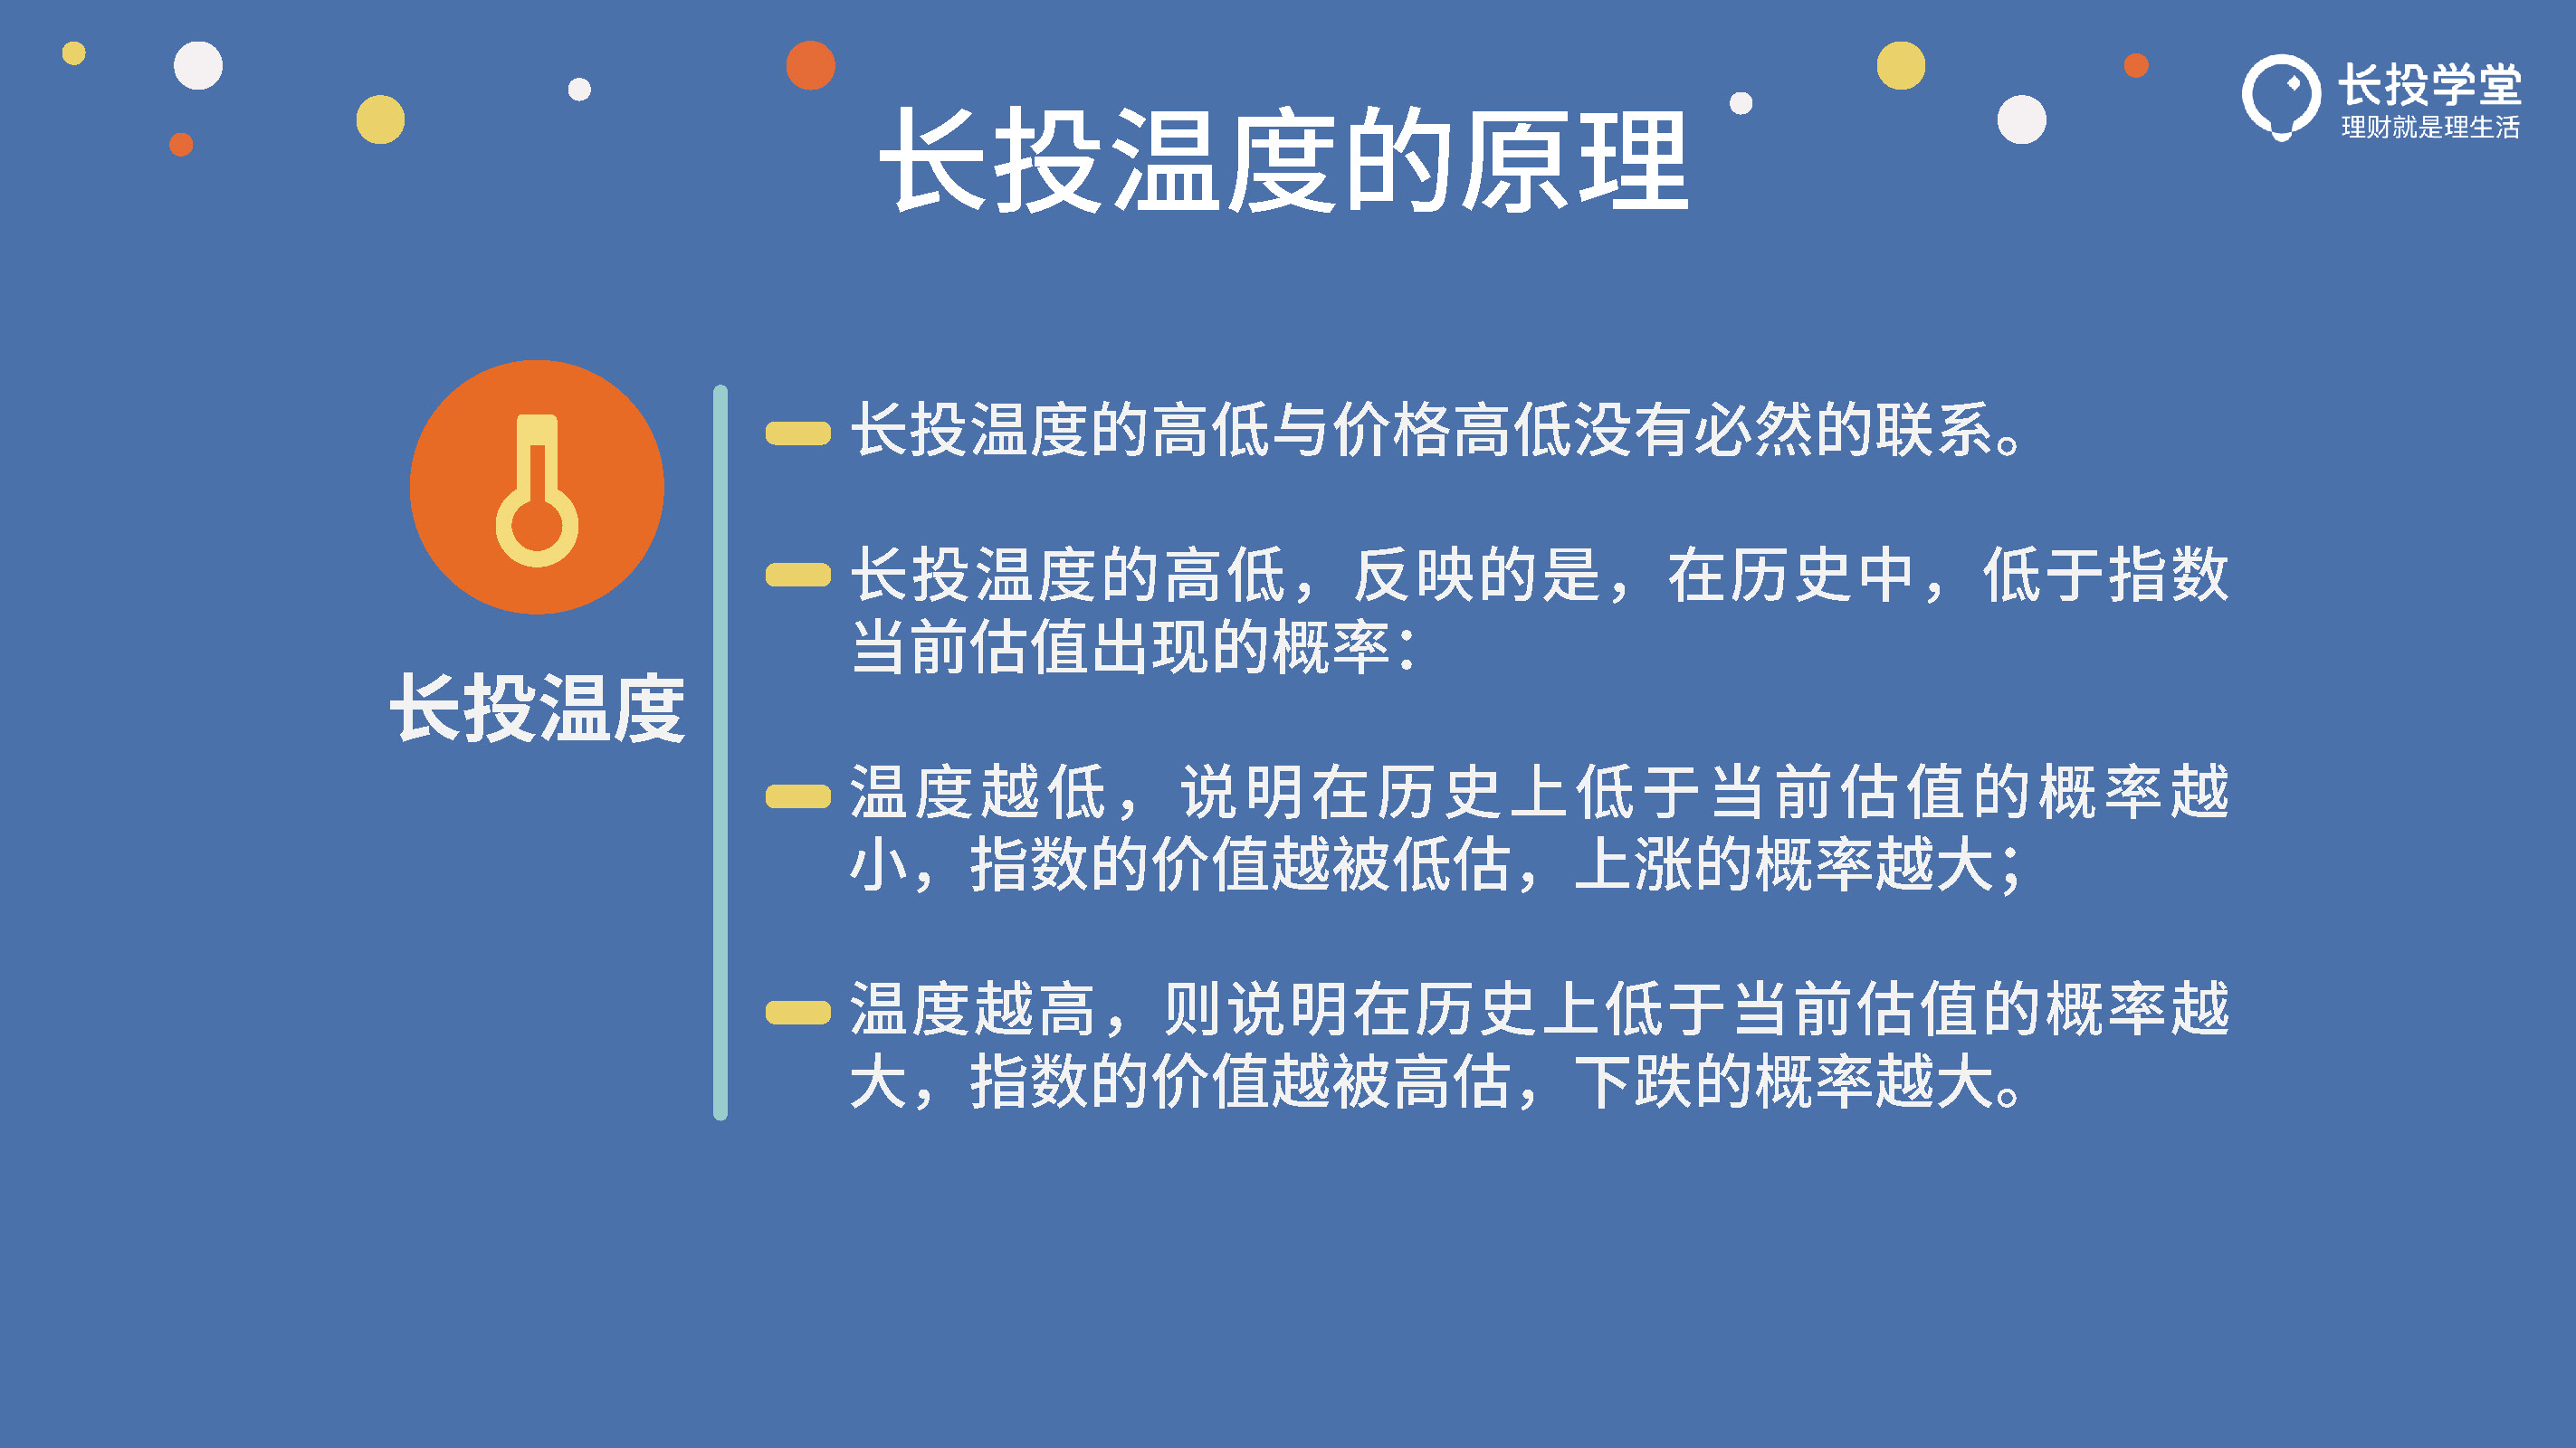 长投学堂
理财就是理生活
长投温度的原理
长投温度
长投温度的高低与价格高低没有必然的联系。
长投温度的高低，反映的是，在历史中，低于指数
当前估值出现的概率：
温度越低，说明在历史上低于当前估值的概率越
小，指数的价值越被低估，上涨的概率越大；
温度越高，则说明在历史上低于当前估值的概率越
大，指数的价值越被高估，下跌的概率越大。